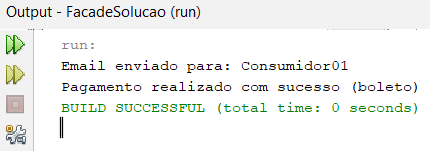 Output - FacadeSolucao (run)
run:
Email enviado para: Consumidor01
Pagamento realizado com sucesso (boleto)
BUILD SUCCESSFUL (total time: 0 seconds)